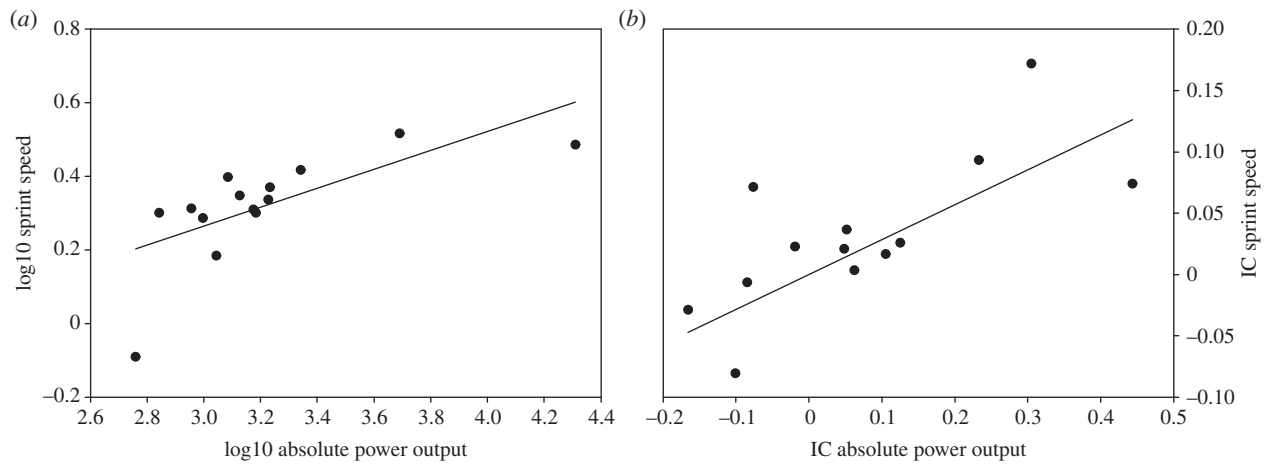 (a)
0.8
0.6
0.4
0.2
0
–0.2
log10 sprint speed
2.6 2.8 3.0 3.2 3.4 3.6 3.8 4.0 4.2 4.4
log10 absolute power output
(b)
0.20
0.15
0.10
0.05
0
–0.05
–0.10
IC sprint speed
–0.2 –0.1 0 0.1 0.2 0.3 0.4 0.5
IC absolute power output